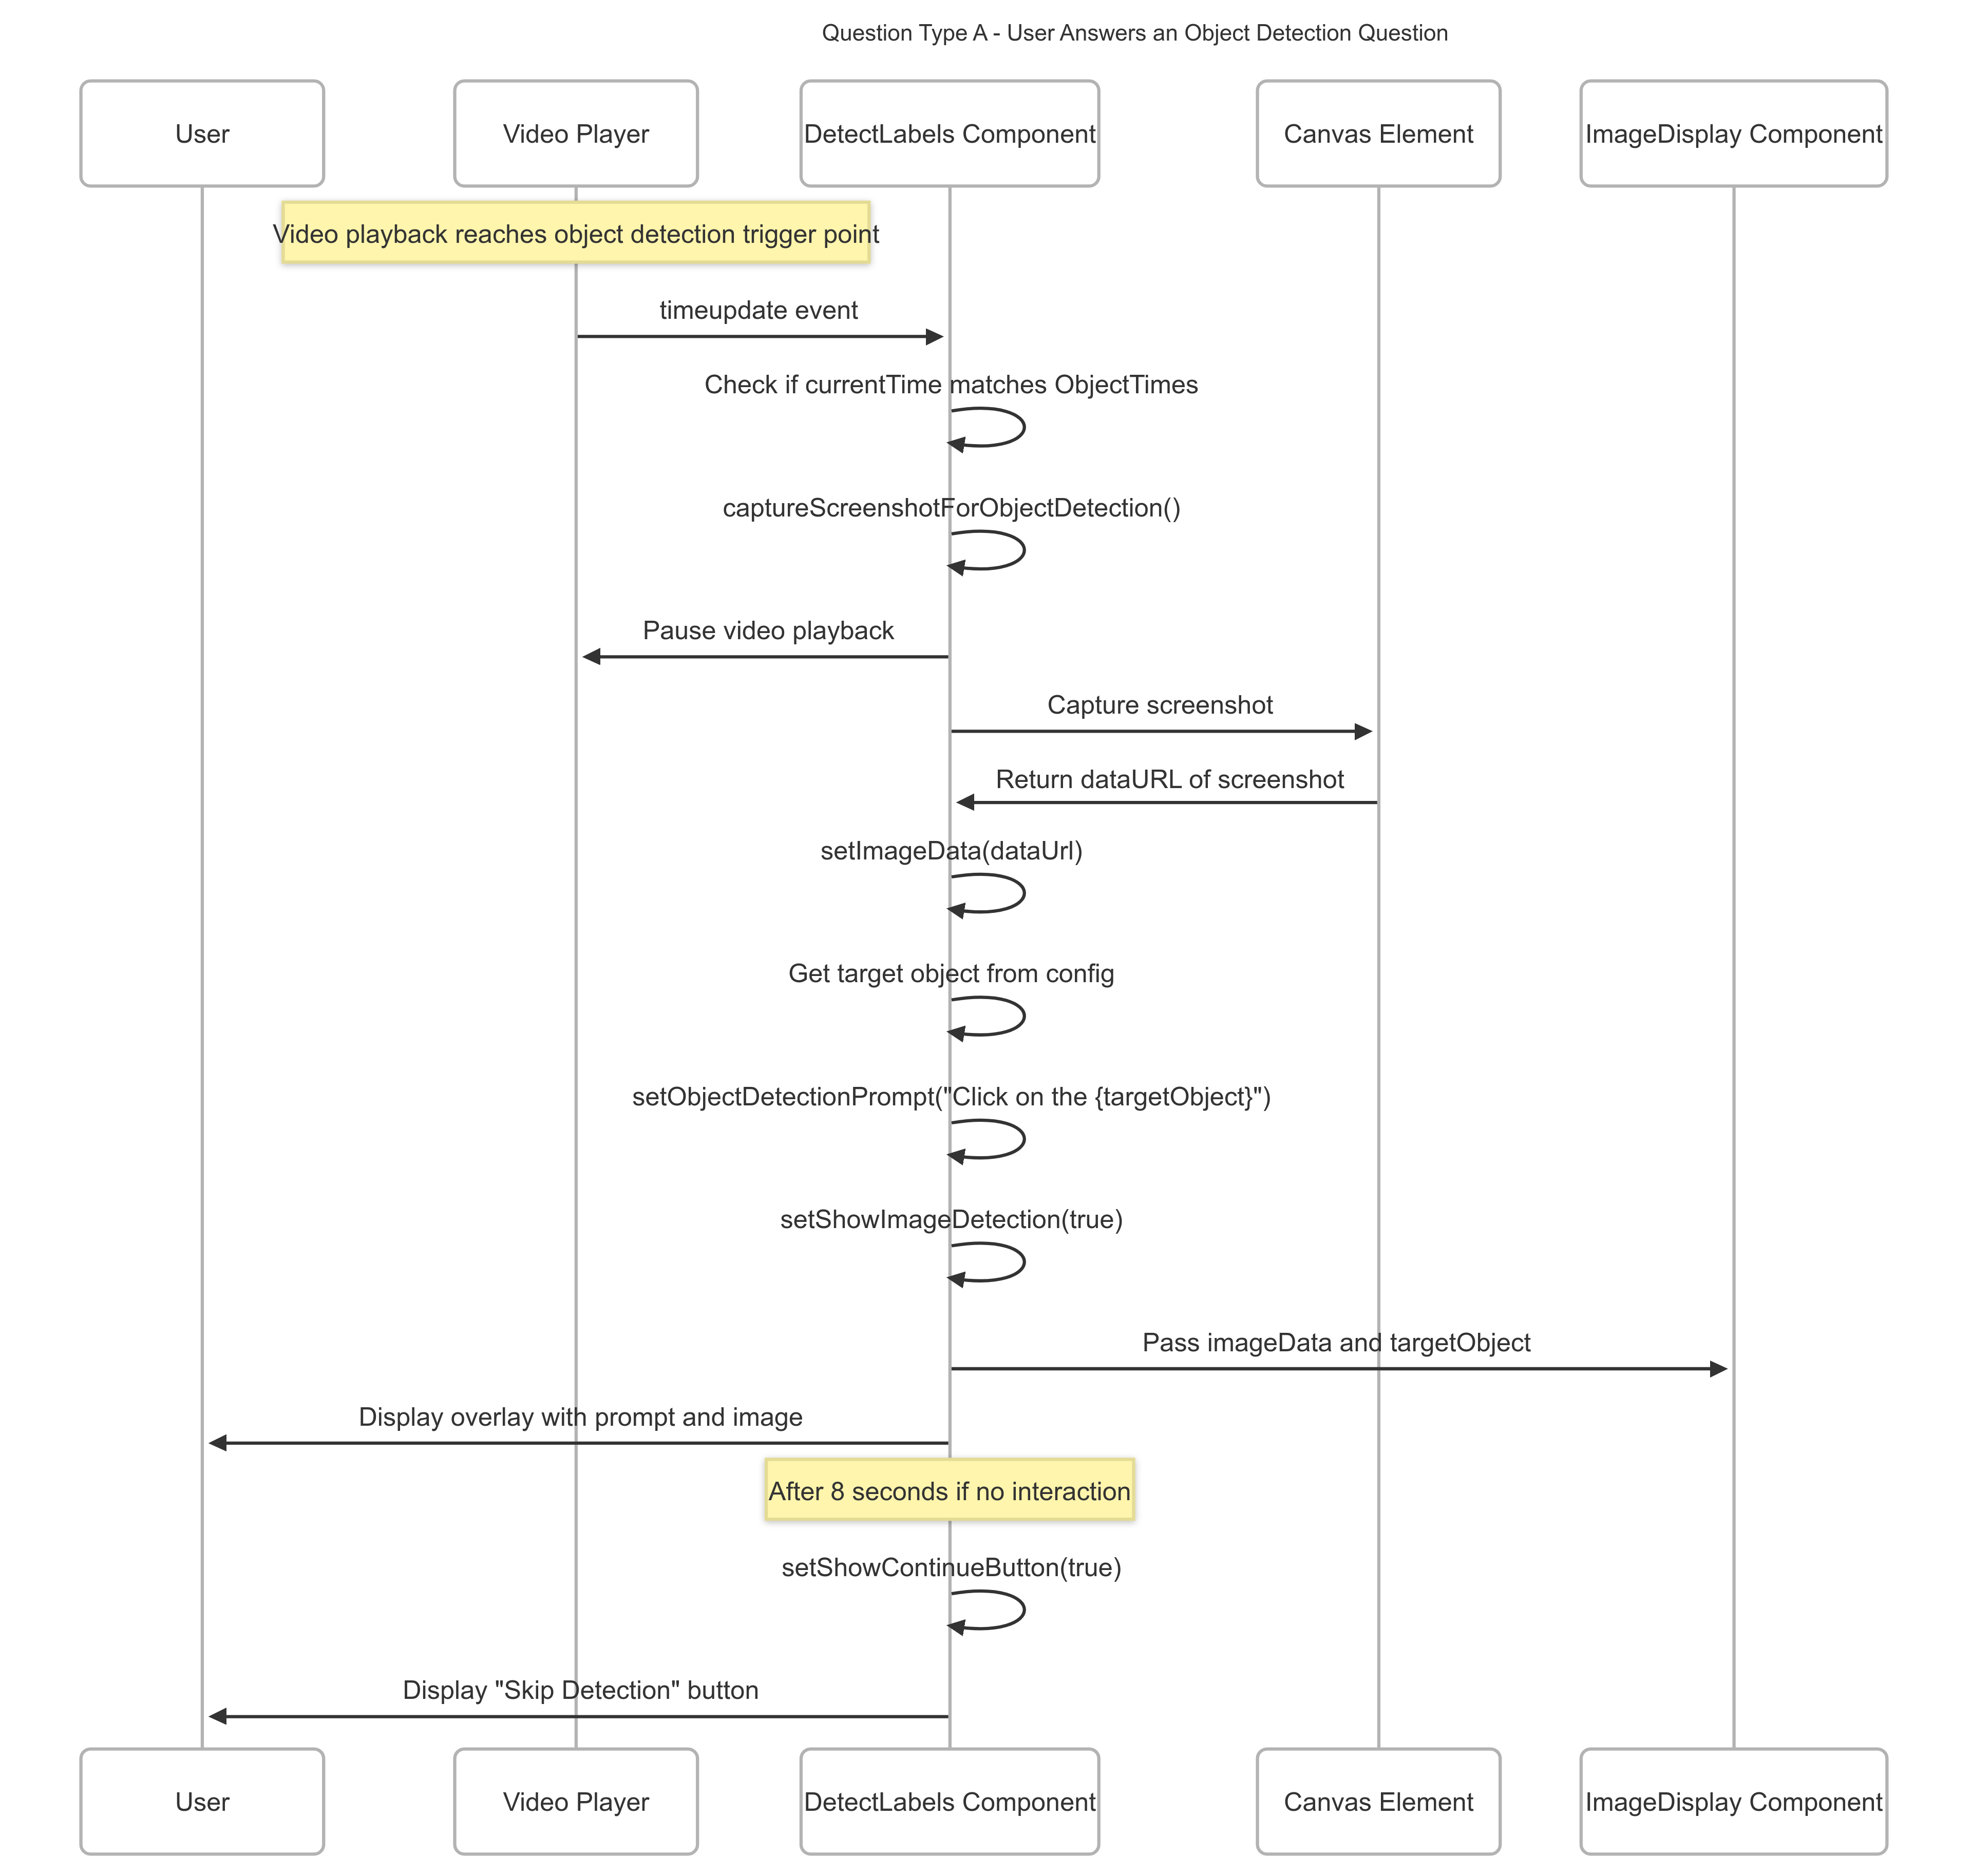 Question Type A - User Answers an Object Detection Question
User
Video Player
DetectLabels Component
Canvas Element
ImageDisplay Component
Video playback reaches object detection trigger point
timeupdate event
Check if currentTime matches ObjectTimes
captureScreenshotForObjectDetection()
Pause video playback
Capture screenshot
Return dataURL of screenshot
setImageData(dataUrl)
Get target object from config
setObjectDetectionPrompt("Click on the {targetObject}")
setShowImageDetection(true)
Pass imageData and targetObject
Display overlay with prompt and image
After 8 seconds if no interaction
setShowContinueButton(true)
Display "Skip Detection" button
User
Video Player
DetectLabels Component
Canvas Element
ImageDisplay Component